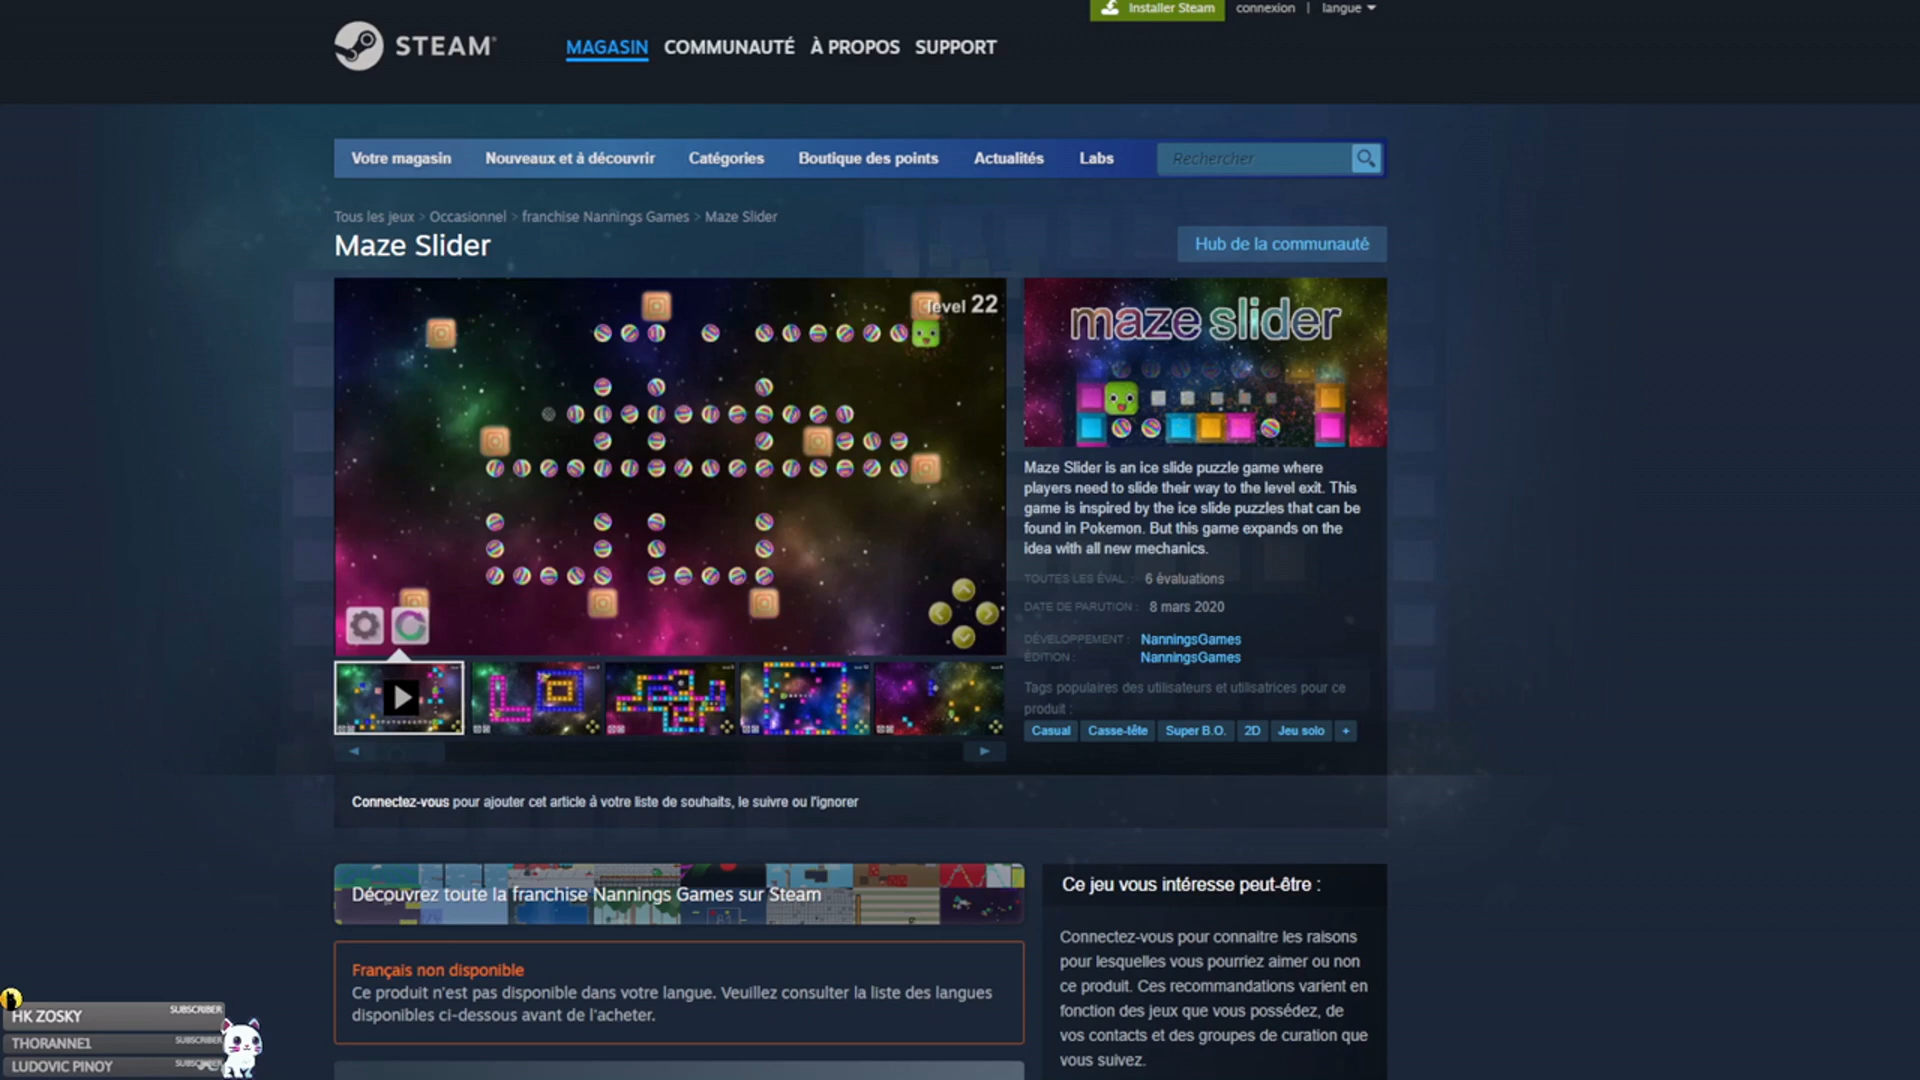 Installer Steam
connexion | langue
STEAM
MAGASIN COMMUNAUTÉ À PROPOS SUPPORT
Votre magasin Nouveaux et à découvrir Catégories Boutique des points Actualités Labs Rechercher
Tous les jeux > Occasionnel > franchise Nannings Games > Maze Slider
Maze Slider
Hub de la communauté
level 22
maze slider
Maze Slider is an ice slide puzzle game where
players need to slide their way to the level exit. This
game is inspired by the ice slide puzzles that can be
found in Pokemon. But this game expands on the
idea with all new mechanics.
TOUTES LES ÉVAL. : 6 évaluations
DATE DE PARUTION : 8 mars 2020
DÉVELOPPEMENT : NanningsGames
ÉDITION : NanningsGames
Tags populaires des utilisateurs et utilisatrices pour ce
produit :
Casual Casse-tête Super B.O. 2D Jeu solo +
Connectez-vous pour ajouter cet article à votre liste de souhaits, le suivre ou l'ignorer
Découvrez toute la franchise Nannings Games sur Steam
Français non disponible
Ce produit n'est pas disponible dans votre langue. Veuillez consulter la liste des langues
disponibles ci-dessous avant de l'acheter.
Ce jeu vous intéresse peut-être :
Connectez-vous pour connaitre les raisons
pour lesquelles vous pourriez aimer ou non
ce produit. Ces recommandations varient en
fonction des jeux que vous possédez, de
vos contacts et des groupes de curation que
vous suivez.
HK ZOSKY SUBSCRIBER
THORANNE1 SUBSCRIBER
LUDOVIC PINOY